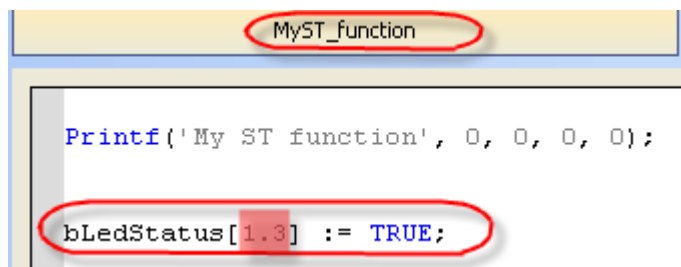 MyST_function
Printf('My ST function', 0, 0, 0, 0);
bLedStatus[1.3] := TRUE;